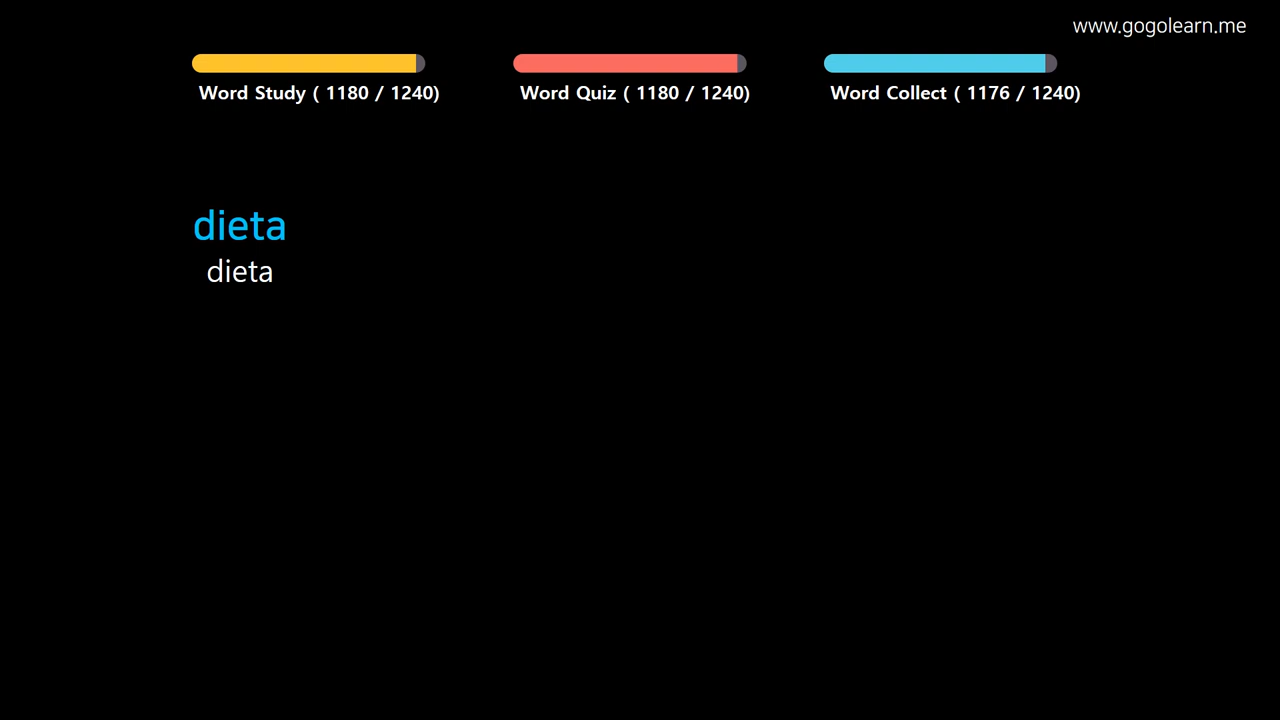 www.gogolearn.me
Word Study ( 1180 / 1240)
Word Quiz ( 1180 / 1240)
Word Collect ( 1176 / 1240)
dieta
dieta